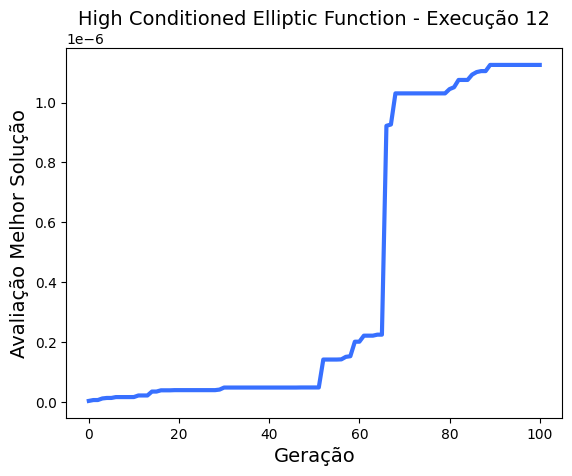 High Conditioned Elliptic Function - Execução 12
1e−6
Avaliação Melhor Solução
1.0
0.8
0.6
0.4
0.2
0.0
0 20 40 60 80 100
Geração